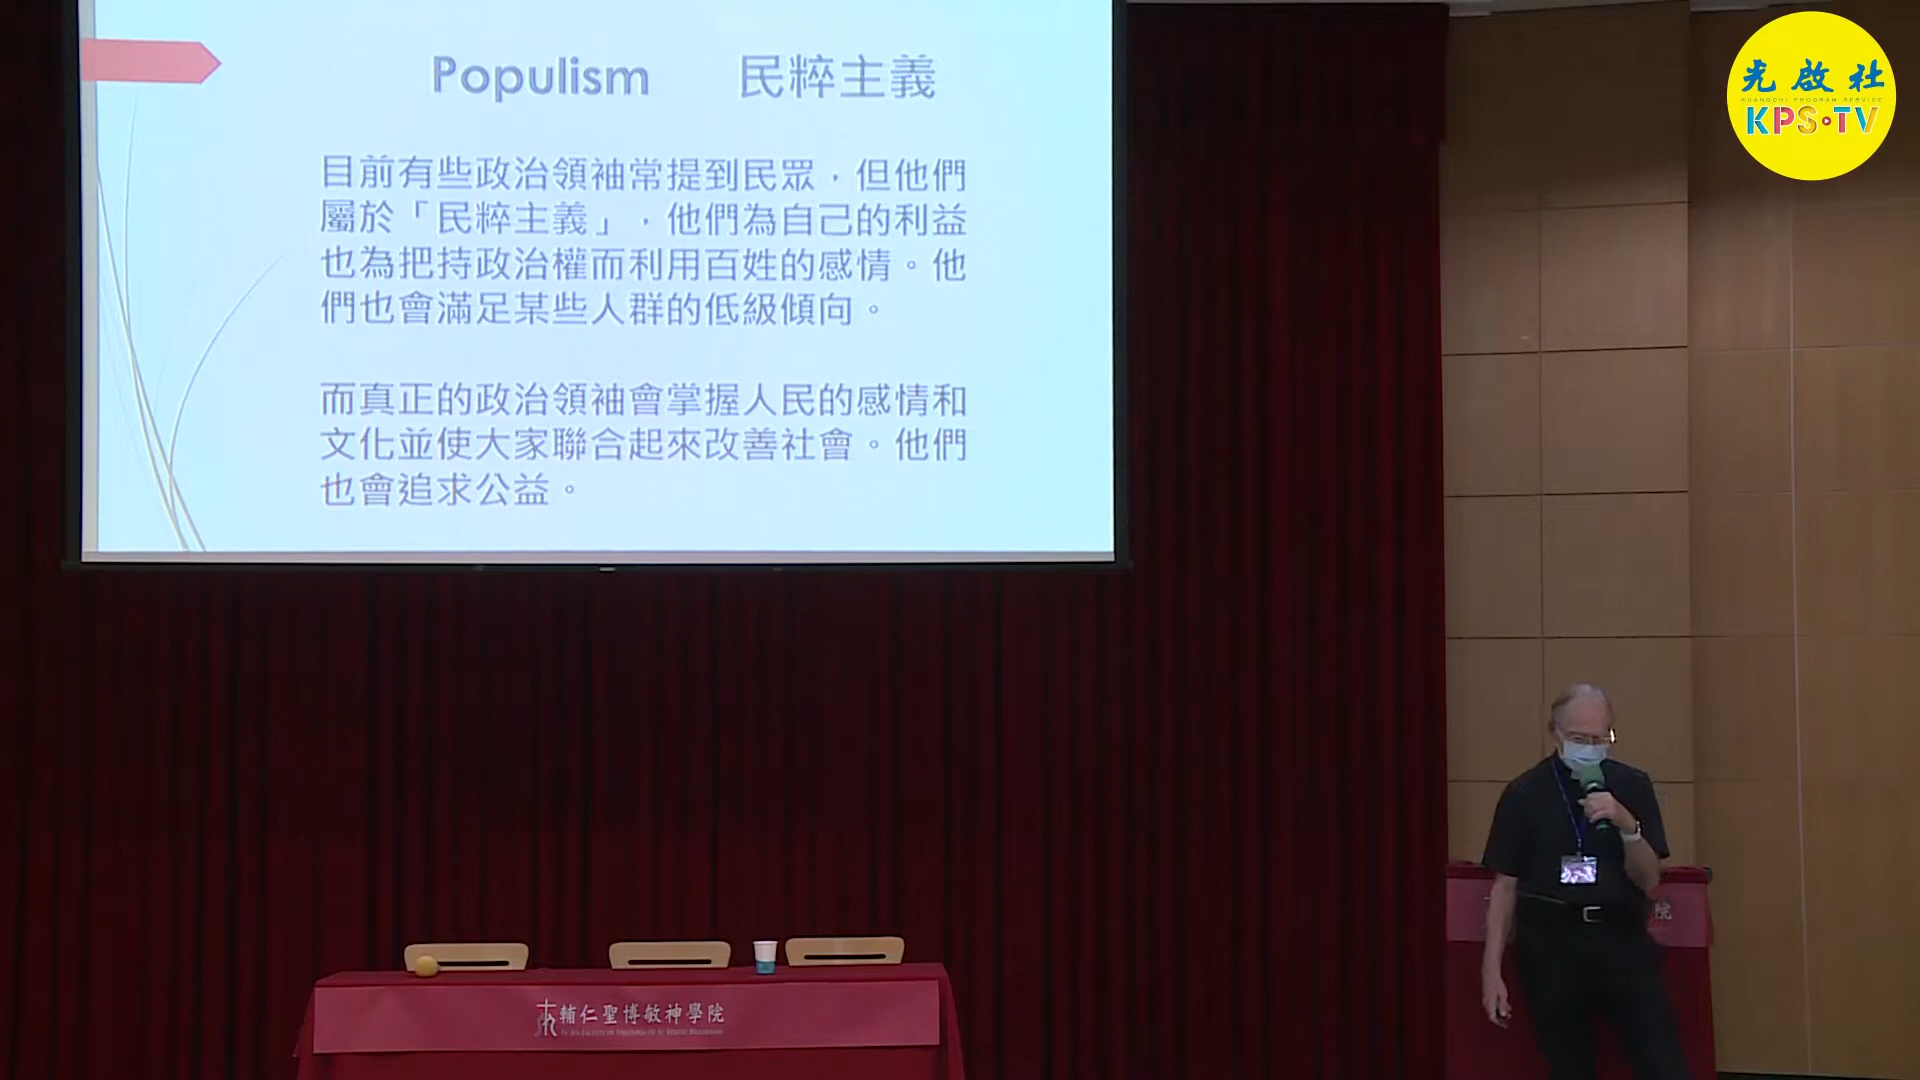 Populism 民粹主義
目前有些政治領袖常提到民眾，但他們
屬於「民粹主義」，他們為自己的利益
也為把持政治權而利用百姓的感情。他
們也會滿足某些人群的低級傾向。
而真正的政治領袖會掌握人民的感情和
文化並使大家聯合起來改善社會。他們
也會追求公益。
光啟社
KUANGCHI PROGRAM SERVICE
KPS TV
輔仁聖博敏神學院
院